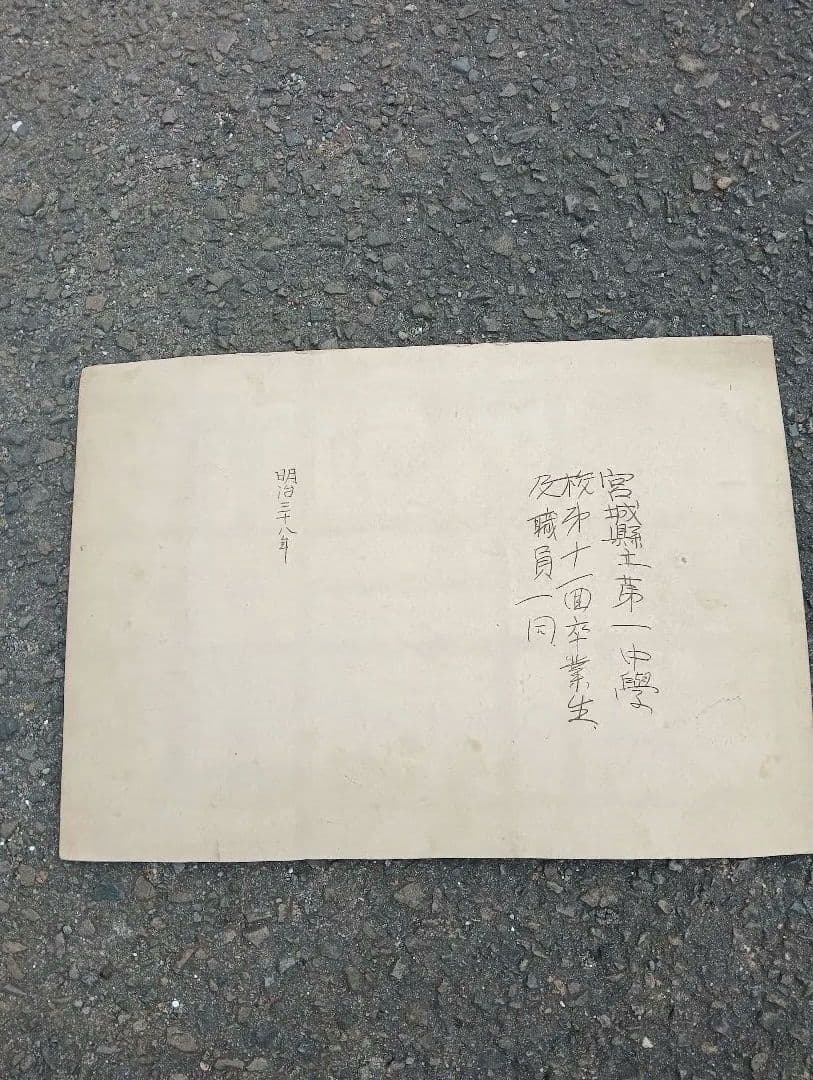 宮城縣立第一中學
校第十一回卒業生
及職員一同
明治三十八年